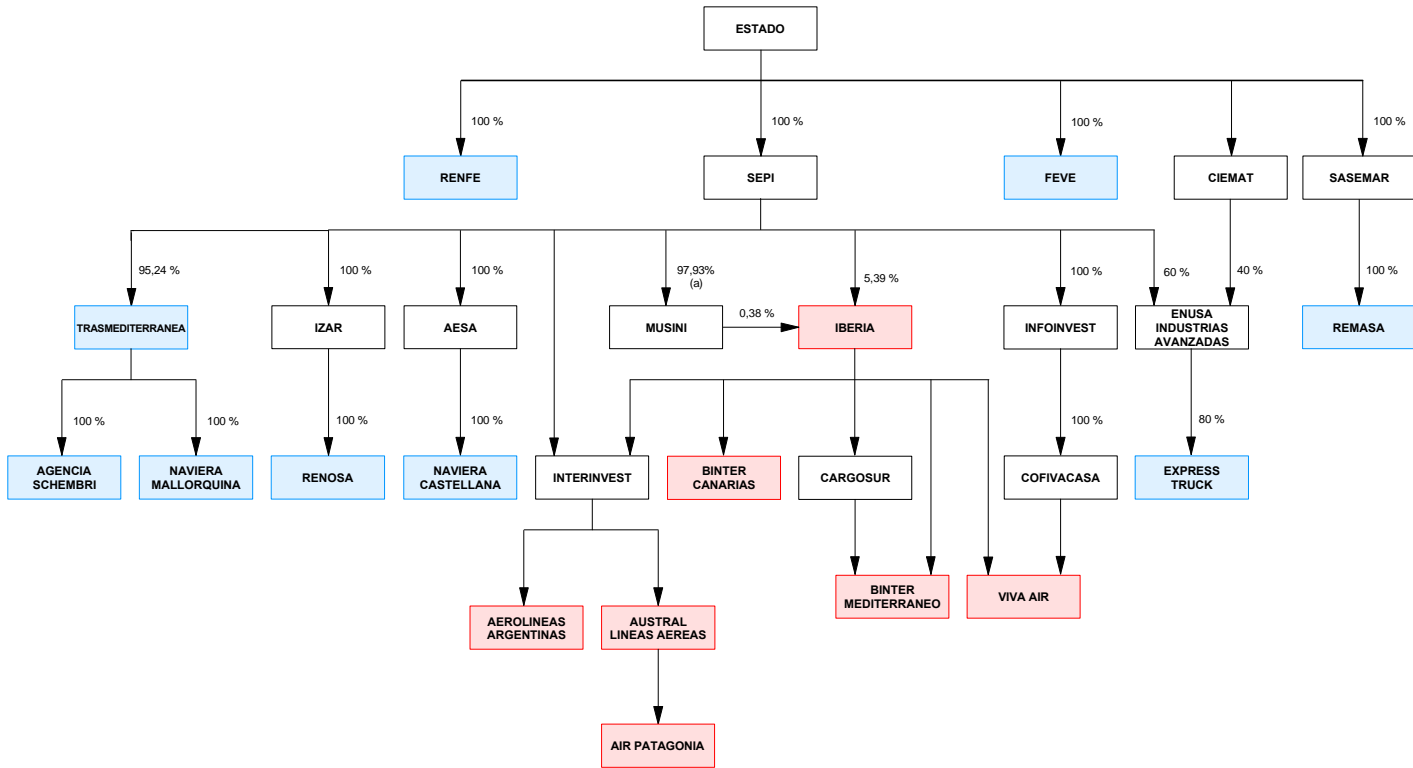 ESTADO
100 %
100 %
100 %
100 %
RENFE
SEPI
FEVE
CIEMAT
SASEMAR
95,24 %
100 %
100 %
97,93%
(a)
5,39 %
100 %
60 %
40 %
100 %
TRASMEDITERRANEA
IZAR
AESA
MUSINI
0,38 %
IBERIA
INFOINVEST
ENUSA
INDUSTRIAS
AVANZADAS
REMASA
100 %
100 %
100 %
100 %
100 %
80 %
AGENCIA
SCHEMBRI
NAVIERA
MALLORQUINA
RENOSA
NAVIERA
CASTELLANA
INTERINVEST
BINTER
CANARIAS
CARGOSUR
COFIVACASA
EXPRESS
TRUCK
AEROLINEAS
ARGENTINAS
AUSTRAL
LINEAS AEREAS
BINTER
MEDITERRANEO
VIVA AIR
AIR PATAGONIA